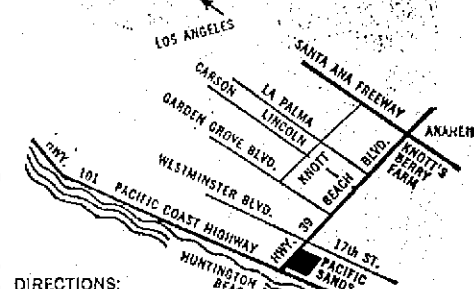 LOS ANGELES
SANTA ANA FREEWAY
CARSON
LA PALMA
LINCOLN
ANAHEIM
GARDEN GROVE BLVD.
KNOTT
BEACH BLVD.
KNOTT'S
BERRY
FARM
WESTMINSTER BLVD.
HWY. 101
PACIFIC COAST HIGHWAY
HWY. 39
17th ST.
PACIFIC
SANDS
HUNTINGTON
BEACH
DIRECTIONS: